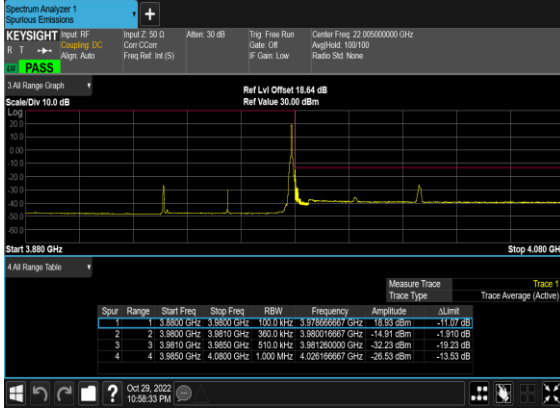 Spectrum Analyzer 1
Spurious Emissions
+
KEYSIGHT Input: RF Input Z: 50 Ω Atten: 30 dB Trig: Free Run Center Freq: 22.005000000 GHz
R T Coupling: DC Corr CCorr Gate: Off Avg|Hold: 100/100
Align: Auto Freq Ref: Int (S) IF Gain: Low Radio Std: None
PASS
3.All Range Graph
Ref Lvl Offset 18.64 dB
Scale/Div 10.0 dB Ref Value 30.00 dBm
Log
20.0
10.0
0.00
-10.0
-20.0
-30.0
-40.0
-50.0
-60.0
Start 3.880 GHz Stop 4.080 GH
4.All Range Table
Measure Trace Trace 1
Trace Type Trace Average (Active)
Spur Range Start Freq Stop Freq RBW Frequency Amplitude ΔLimit
1 1 3.8800 GHz 3.9800 GHz 100.0 kHz 3.978666667 GHz 18.93 dBm -11.07 dB
2 2 3.9800 GHz 3.9810 GHz 360.0 kHz 3.980016667 GHz -14.91 dBm -1.910 dB
3 3 3.9810 GHz 3.9850 GHz 510.0 kHz 3.981260000 GHz -32.23 dBm -19.23 dB
4 4 3.9850 GHz 4.0800 GHz 1.000 MHz 4.026166667 GHz -26.53 dBm -13.53 dB
? Oct 29, 2022
10:58:33 PM